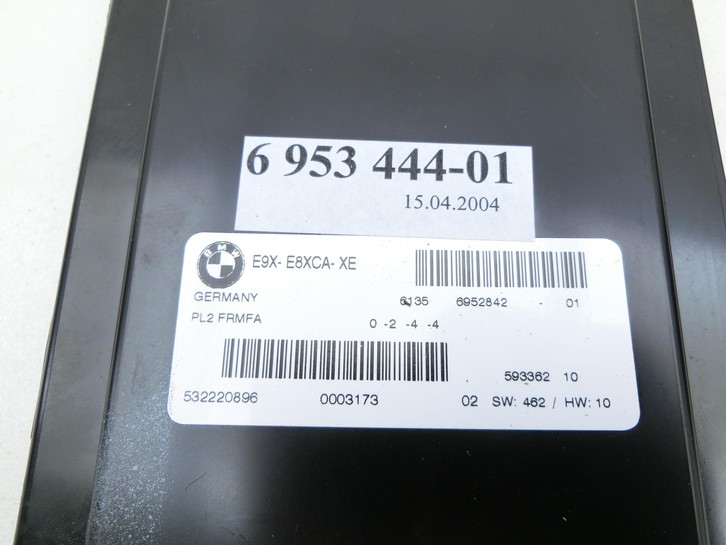 6 953 444-01
15.04.2004
BMW
E9X- E8XCA- XE
GERMANY 6135 6952842 - 01
PL2 FRMFA 0 -2 -4 -4
593362 10
532220896 0003173 02 SW: 462 / HW: 10